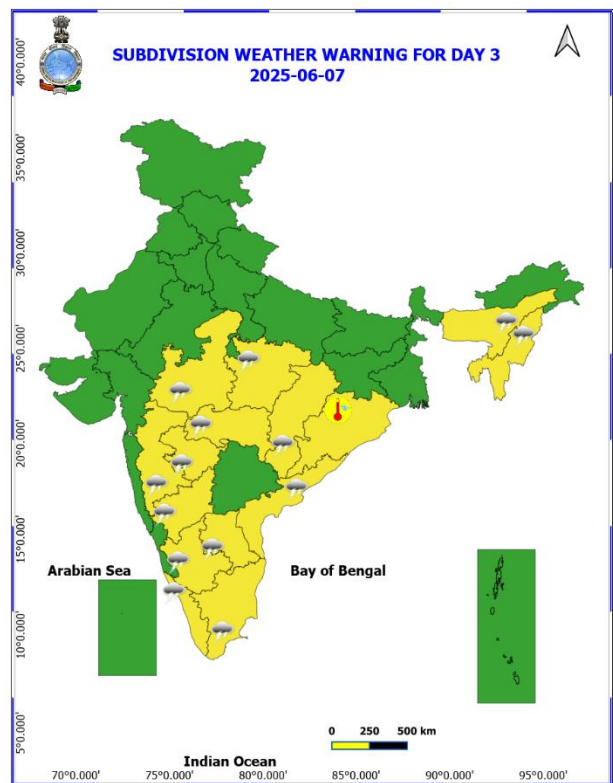 SUBDIVISION WEATHER WARNING FOR DAY 3
2025-06-07
40°0.000'
35°0.000'
30°0.000'
25°0.000'
20°0.000'
15°0.000'
10°0.000'
5°0.000'
Arabian Sea
Bay of Bengal
0 250 500 km
Indian Ocean
70°0.000' 75°0.000' 80°0.000' 85°0.000' 90°0.000' 95°0.000'